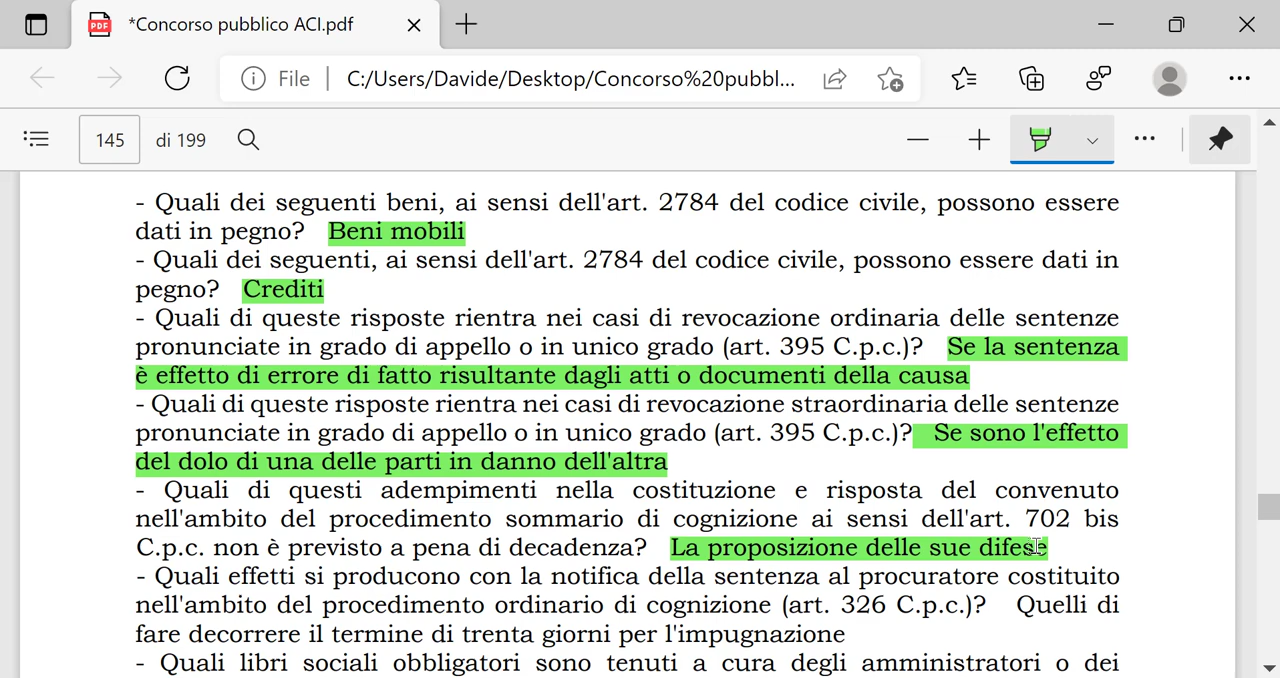 *Concorso pubblico ACI.pdf
File | C:/Users/Davide/Desktop/Concorso%20pubbl...
145 di 199
- Quali dei seguenti beni, ai sensi dell'art. 2784 del codice civile, possono essere
dati in pegno? Beni mobili
- Quali dei seguenti, ai sensi dell'art. 2784 del codice civile, possono essere dati in
pegno? Crediti
- Quali di queste risposte rientra nei casi di revocazione ordinaria delle sentenze
pronunciate in grado di appello o in unico grado (art. 395 C.p.c.)? Se la sentenza
è effetto di errore di fatto risultante dagli atti o documenti della causa
- Quali di queste risposte rientra nei casi di revocazione straordinaria delle sentenze
pronunciate in grado di appello o in unico grado (art. 395 C.p.c.)? Se sono l'effetto
del dolo di una delle parti in danno dell'altra
- Quali di questi adempimenti nella costituzione e risposta del convenuto
nell'ambito del procedimento sommario di cognizione ai sensi dell'art. 702 bis
C.p.c. non è previsto a pena di decadenza? La proposizione delle sue difese
- Quali effetti si producono con la notifica della sentenza al procuratore costituito
nell'ambito del procedimento ordinario di cognizione (art. 326 C.p.c.)? Quelli di
fare decorrere il termine di trenta giorni per l'impugnazione
- Quali libri sociali obbligatori sono tenuti a cura degli amministratori o dei